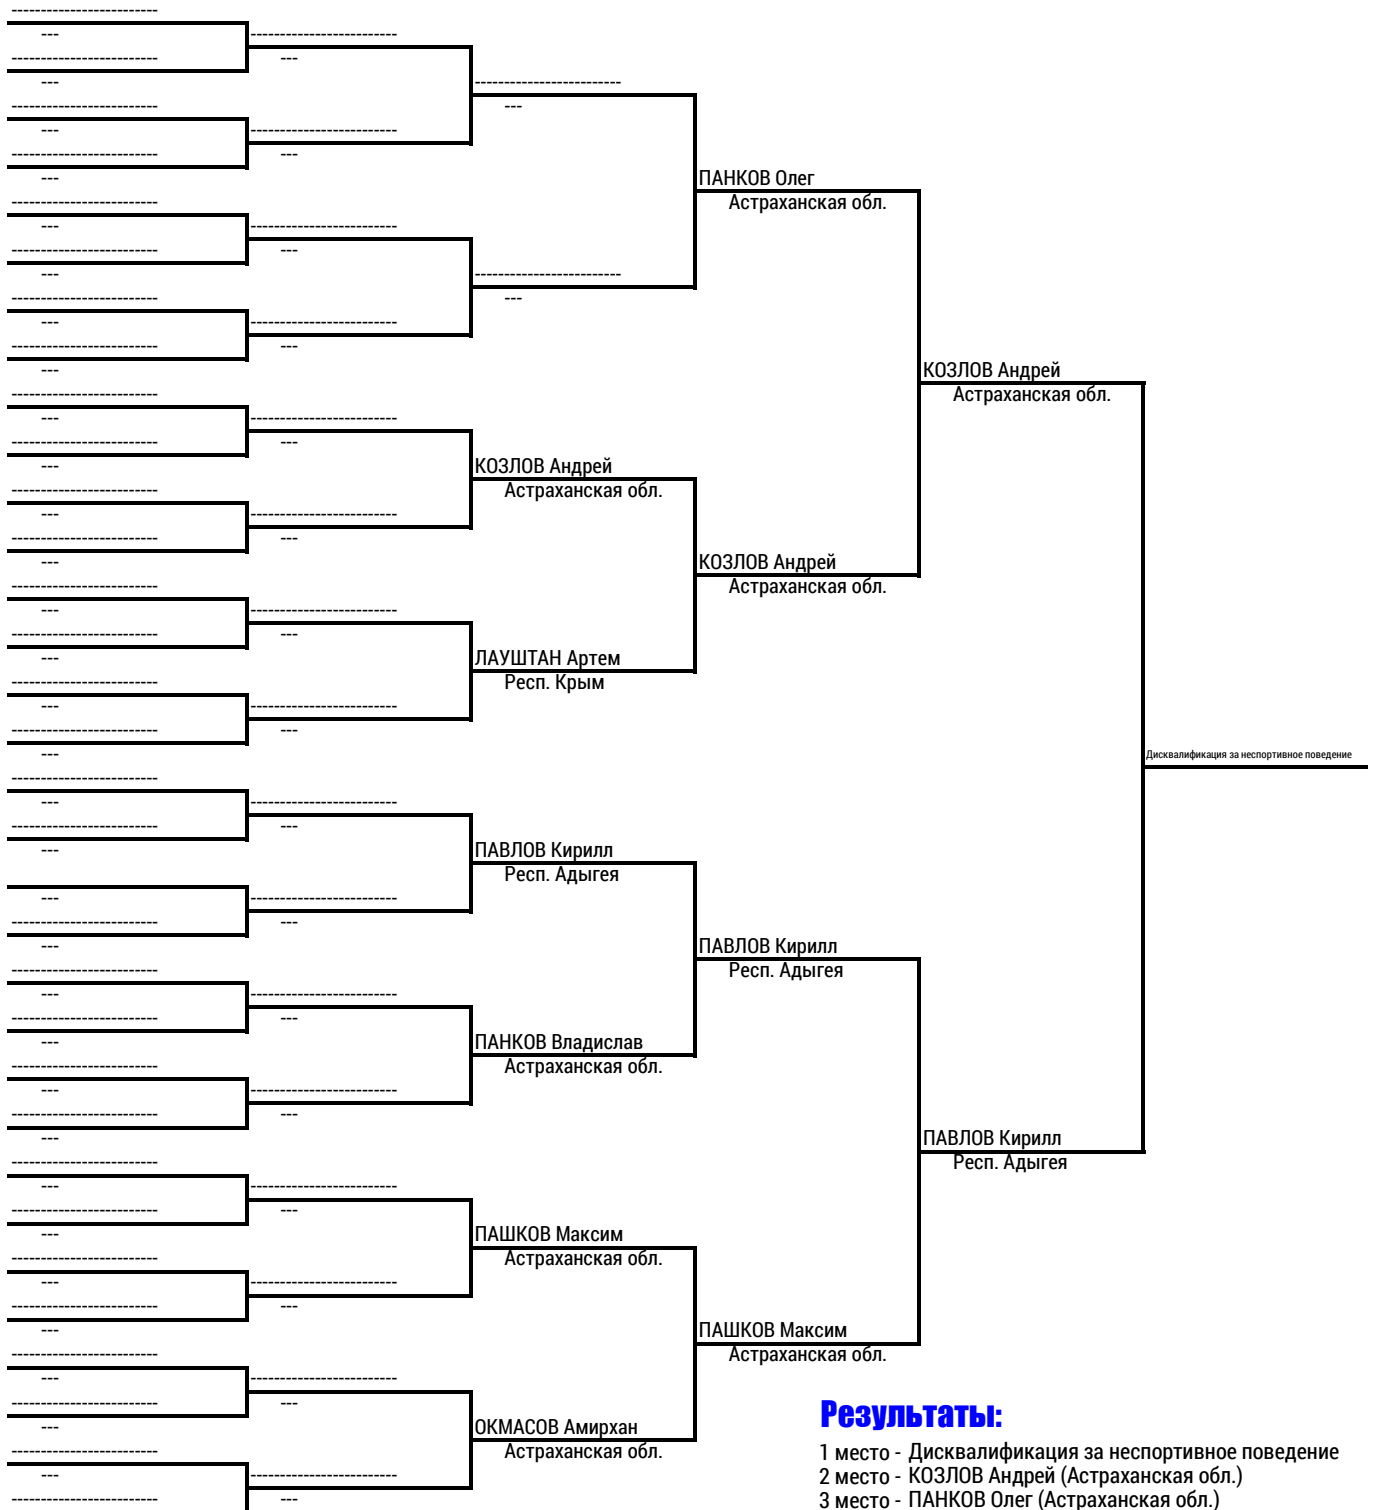 ПАНКОВ Олег
Астраханская обл.
КОЗЛОВ Андрей
Астраханская обл.
КОЗЛОВ Андрей
Астраханская обл.
КОЗЛОВ Андрей
Астраханская обл.
ЛАУШТАН Артем
Респ. Крым
Дисквалификация за неспортивное поведение
ПАВЛОВ Кирилл
Респ. Адыгея
ПАВЛОВ Кирилл
Респ. Адыгея
ПАНКОВ Владислав
Астраханская обл.
ПАВЛОВ Кирилл
Респ. Адыгея
ПАШКОВ Максим
Астраханская обл.
ПАШКОВ Максим
Астраханская обл.
ОКМАСОВ Амирхан
Астраханская обл.
Результаты:
1 место - Дисквалификация за неспортивное поведение
2 место - КОЗЛОВ Андрей (Астраханская обл.)
3 место - ПАНКОВ Олег (Астраханская обл.)